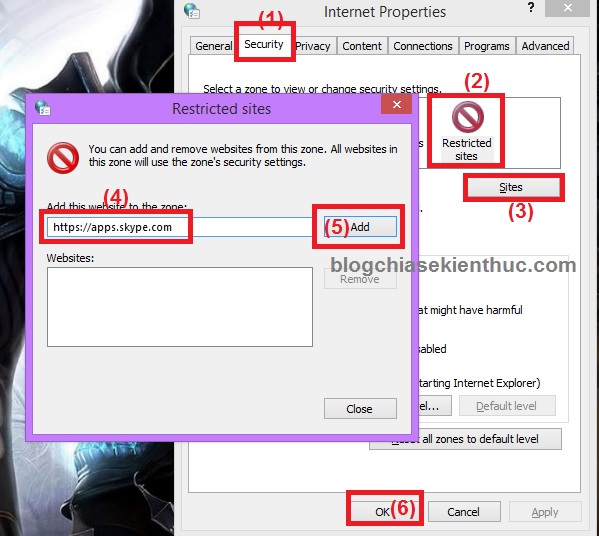 Internet Properties
?
(1)
General Security Privacy Content Connections Programs Advanced
Select a zone to view or change security settings.
(2)
Restricted sites
Sites
(3)
Restricted sites
You can add and remove websites from this zone. All websites in
this zone will use the zone's security settings.
(4)
Add this website to the zone:
https://apps.skype.com
(5)
Add
blogchiasekienthuc.com
Websites:
Remove
at might have harmful
abled
tarting Internet Explorer)
el... Default level
Close
all zones to default level
OK (6) Cancel Apply